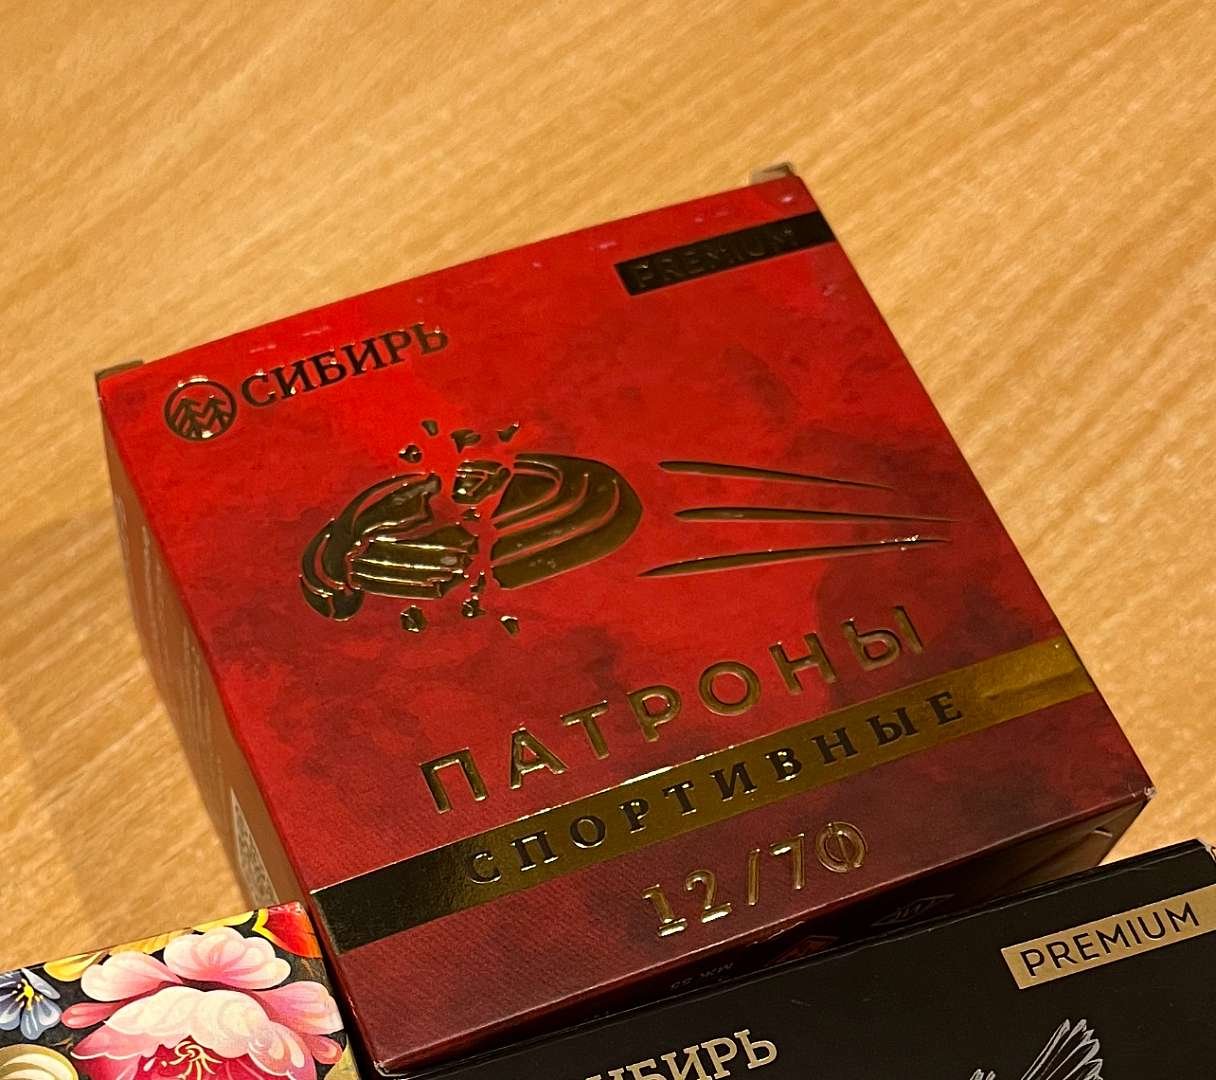 PREMIUM
СИБИРЬ
ПАТРОНЫ
СПОРТИВНЫЕ
12/70
PREMIUM
СИБИРЬ